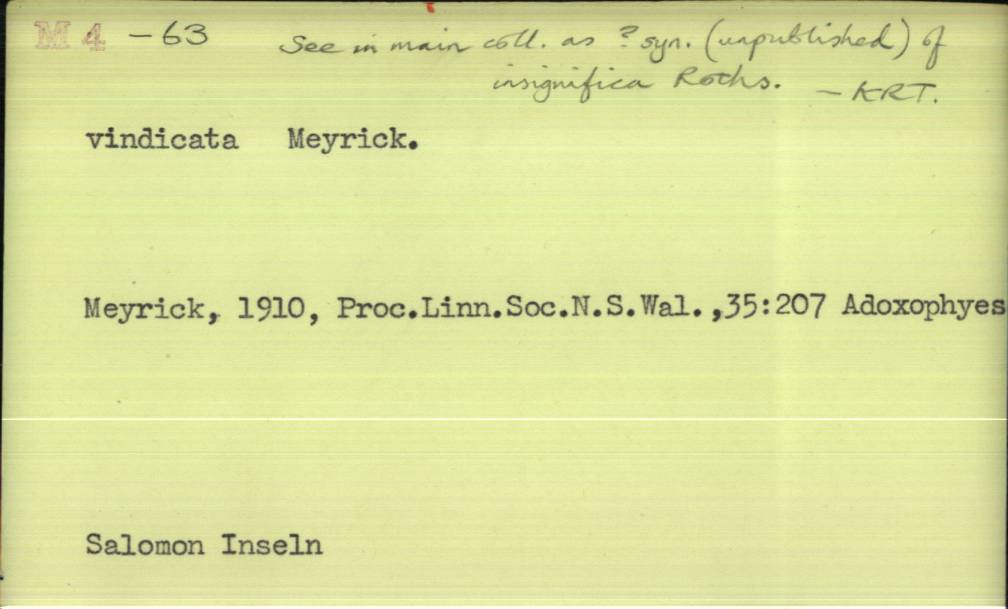 M 4 -63 See in main coll. as ? syn. (unpublished) of
insignifica Roths. - KRT.
vindicata Meyrick.
Meyrick, 1910, Proc.Linn.Soc.N.S.Wal.,35:207 Adoxophyes
Salomon Inseln